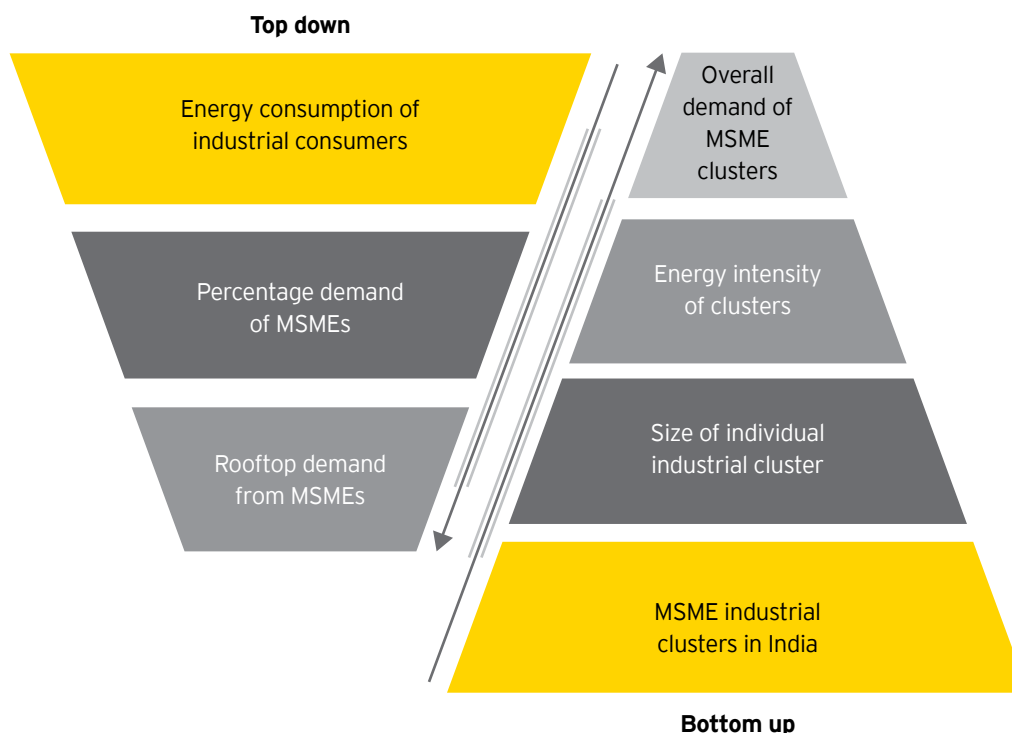 Top down
Energy consumption of
industrial consumers
Percentage demand
of MSMEs
Rooftop demand
from MSMEs
Overall
demand of
MSME
clusters
Energy intensity
of clusters
Size of individual
industrial cluster
MSME industrial
clusters in India
Bottom up